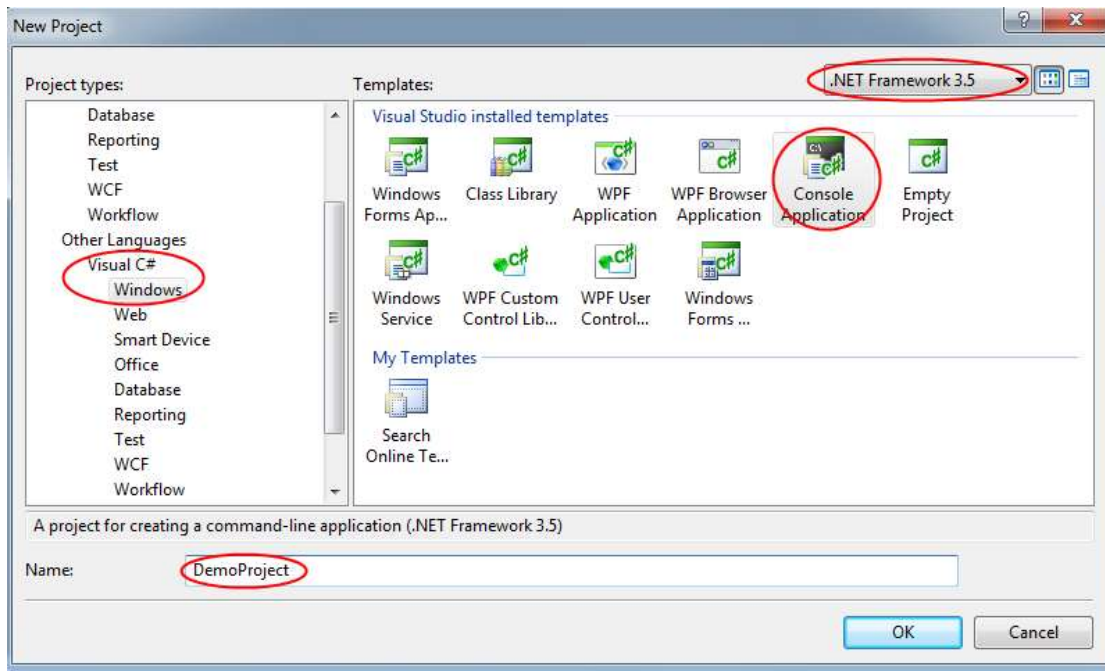 New Project
Project types:
Templates:
.NET Framework 3.5
Database
Reporting
Test
WCF
Workflow
Other Languages
Visual C#
Windows
Web
Smart Device
Office
Database
Reporting
Test
WCF
Workflow
Visual Studio installed templates
Windows
Forms Ap...
Class Library
WPF
Application
WPF Browser
Application
Console
Application
Empty
Project
Windows
Service
WPF Custom
Control Lib...
WPF User
Control...
Windows
Forms ...
My Templates
Search
Online Te...
A project for creating a command-line application (.NET Framework 3.5)
Name:
DemoProject
OK
Cancel